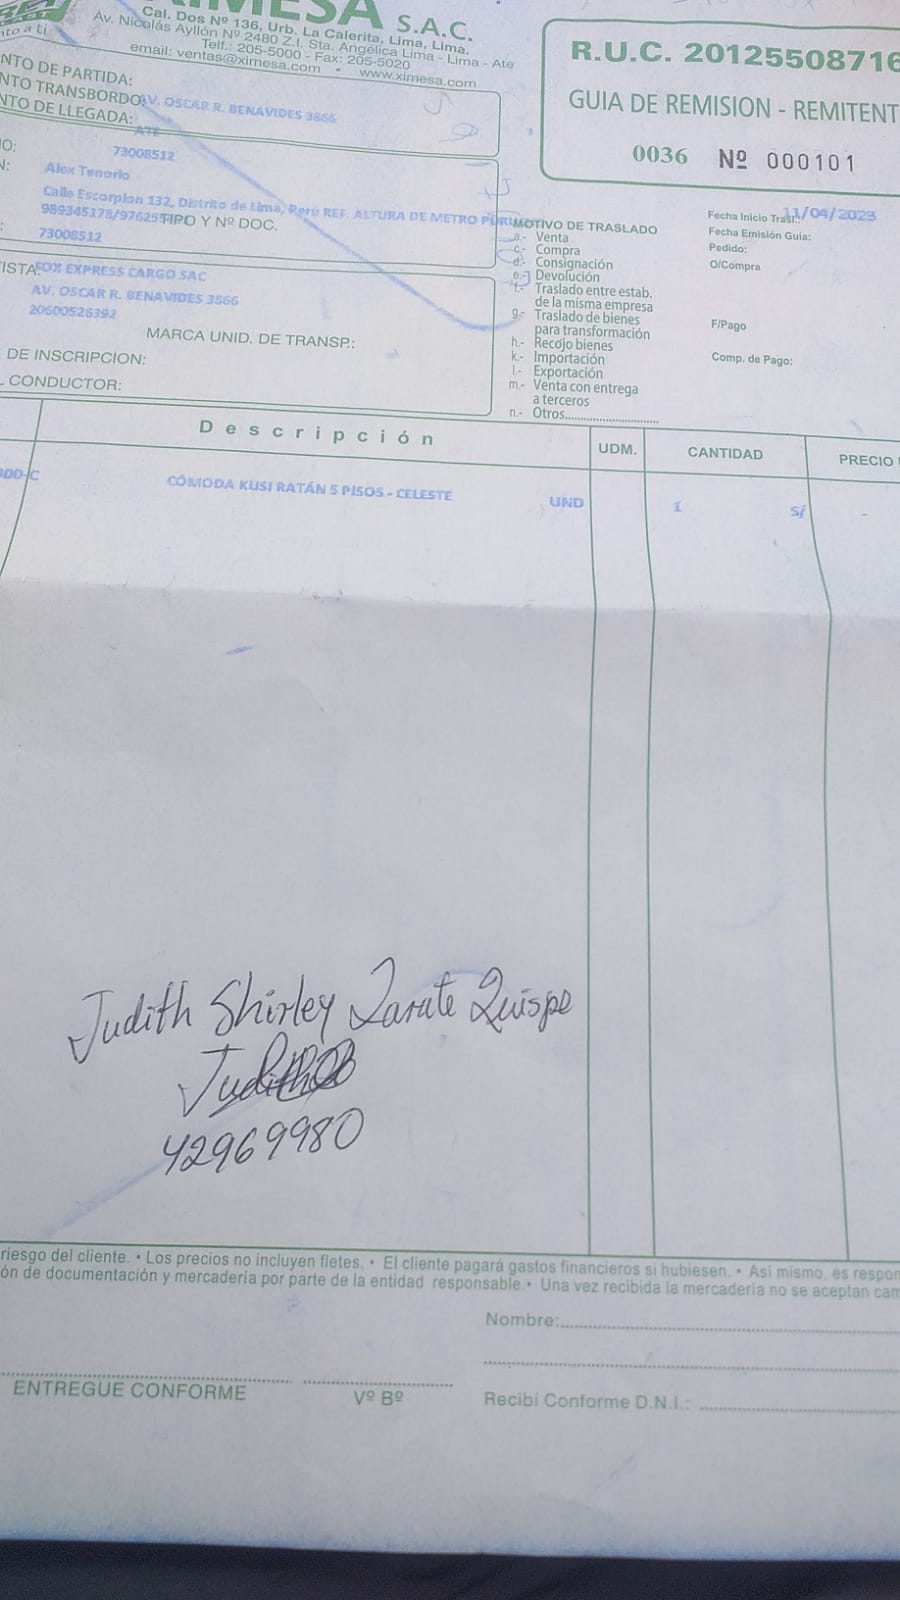 XIMESA S.A.C.
Cal. Dos Nº 136, Urb. La Calerita, Lima, Lima.
Av. Nicolás Ayllón Nº 2480 Z.I. Sta. Angélica Lima - Lima - Ate
Telf.: 205-5000 - Fax: 205-5020
email: ventas@ximesa.com • www.ximesa.com
R.U.C. 20125508716
GUIA DE REMISION - REMITENT
0036 Nº 000101
NTO DE PARTIDA:
NTO TRANSBORDO:
AV. OSCAR R. BENAVIDES 3866
NTO DE LLEGADA:
ATE
73008512
Alex Tenorio
Calle Escorpion 132, Distrito de Lima, Perú REF. ALTURA DE METRO PURI
989345178/97625
TIPO Y Nº DOC.
73008512
ISTA:
FOX EXPRESS CARGO SAC
AV. OSCAR R. BENAVIDES 3866
20600526392
MARCA UNID. DE TRANSP.:
DE INSCRIPCION:
CONDUCTOR:
MOTIVO DE TRASLADO
a.- Venta
c.- Compra
d.- Consignación
e.- Devolución
f.- Traslado entre estab.
de la misma empresa
g.- Traslado de bienes
para transformación
h.- Recojo bienes
k.- Importación
l.- Exportación
m.- Venta con entrega
a terceros
n.- Otros
Fecha Inicio Trasl.: 11/04/2023
Fecha Emisión Guia:
Pedido:
O/Compra
F/Pago
Comp. de Pago:
Descripción UDM. CANTIDAD PRECIO
00-C CÓMODA KUSI RATÁN 5 PISOS - CELESTE UND 1 S/ -
Judith Shirley Zarate Quispe
Judith
42969980
riesgo del cliente. • Los precios no incluyen fletes. • El cliente pagará gastos financieros si hubiesen. • Así mismo, es respon
ón de documentación y mercadería por parte de la entidad responsable. • Una vez recibida la mercadería no se aceptan cam
Nombre:
ENTREGUE CONFORME
Vº Bº
Recibí Conforme D.N.I.: